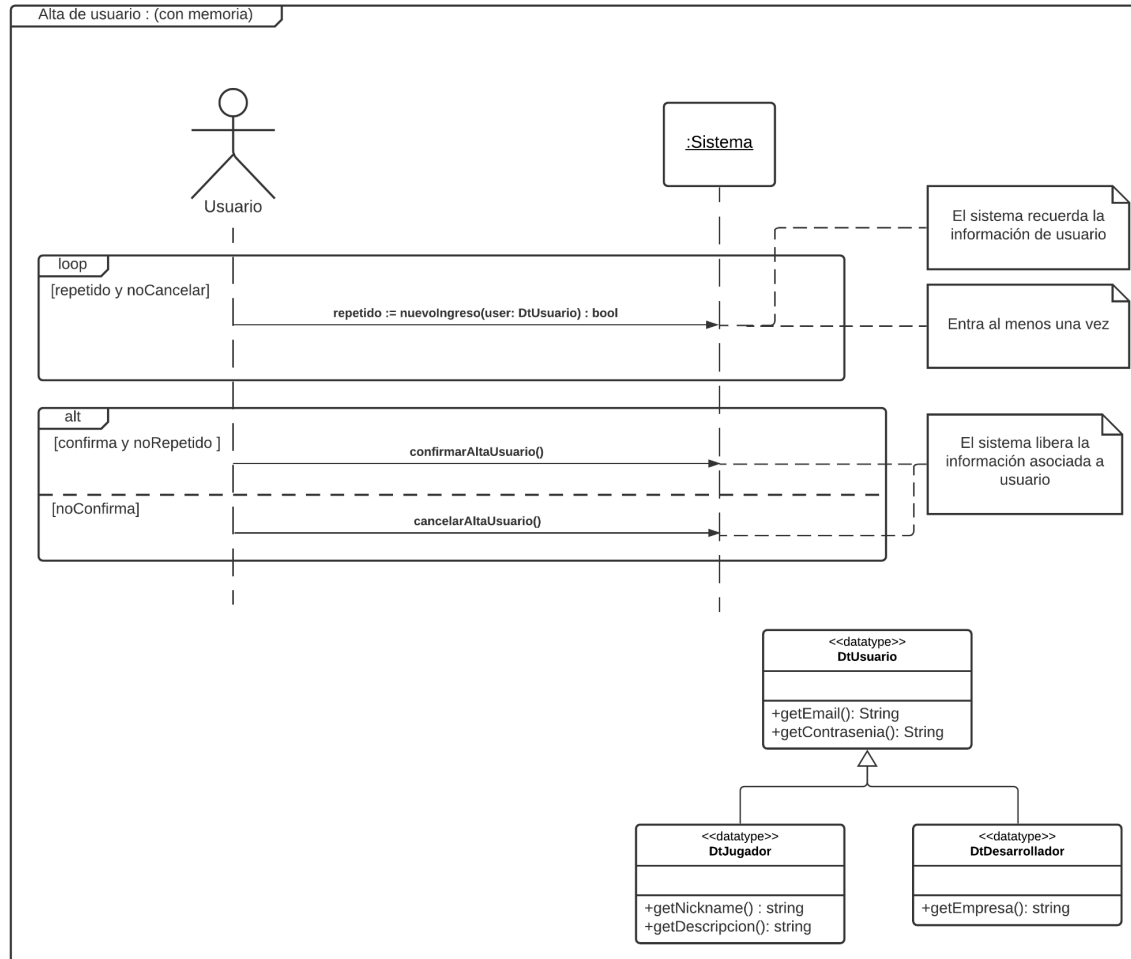 Alta de usuario : (con memoria)
:Sistema
Usuario
El sistema recuerda la
información de usuario
loop
[repetido y noCancelar]
repetido := nuevoIngreso(user: DtUsuario) : bool
Entra al menos una vez
alt
[confirma y noRepetido ]
confirmarAltaUsuario()
El sistema libera la
información asociada a
usuario
[noConfirma]
cancelarAltaUsuario()
<<datatype>>
DtUsuario
+getEmail(): String
+getContrasenia(): String
<<datatype>>
DtJugador
+getNickname() : string
+getDescripcion(): string
<<datatype>>
DtDesarrollador
+getEmpresa(): string